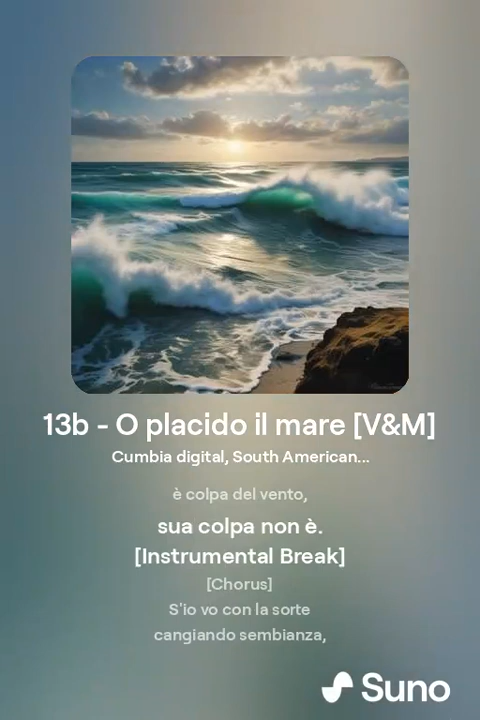 13b - O placido il mare [V&M]
Cumbia digital, South American...
è colpa del vento,
sua colpa non è.
[Instrumental Break]
[Chorus]
S'io vo con la sorte
cangiando sembianza,
Suno